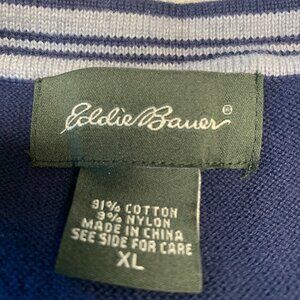 Eddie Bauer®
91% COTTON
9% NYLON
MADE IN CHINA
SEE SIDE FOR CARE
XL